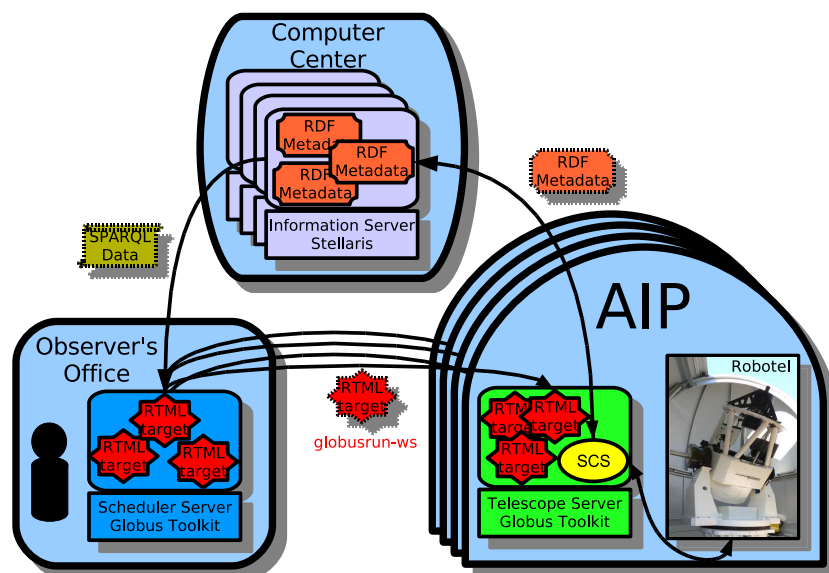 Computer
Center
RDF
Metadata
RDF
Metadata
RDF
Metadata
Information Server
Stellaris
RDF
Metadata
SPARQL
Data
Observer's
Office
RTML
target
RTML
target
RTML
target
Scheduler Server
Globus Toolkit
RTML
target
globusrun-ws
AIP
Robotel
RTML
target
RTML
target
RTML
target
SCS
Telescope Server
Globus Toolkit